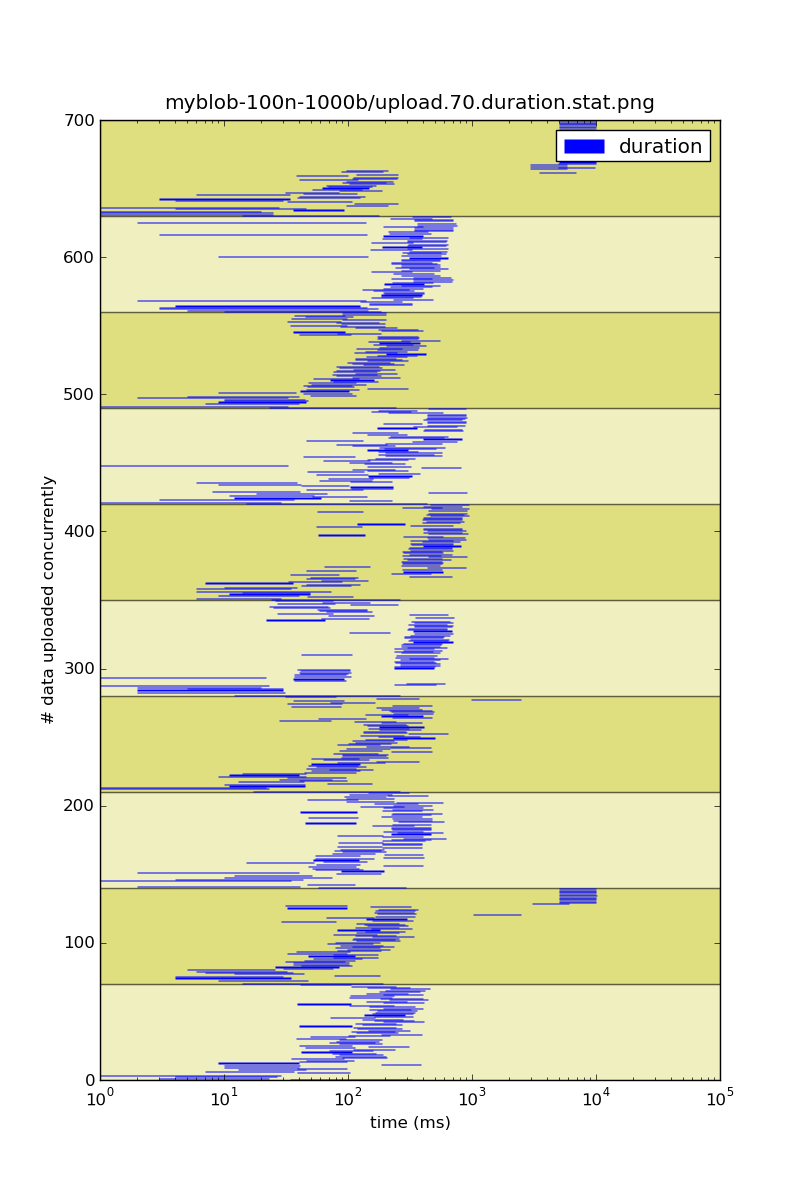 myblob-100n-1000b/upload.70.duration.stat.png
duration
700
600
500
400
300
200
100
0
# data uploaded concurrently
10^0 10^1 10^2 10^3 10^4 10^5
time (ms)